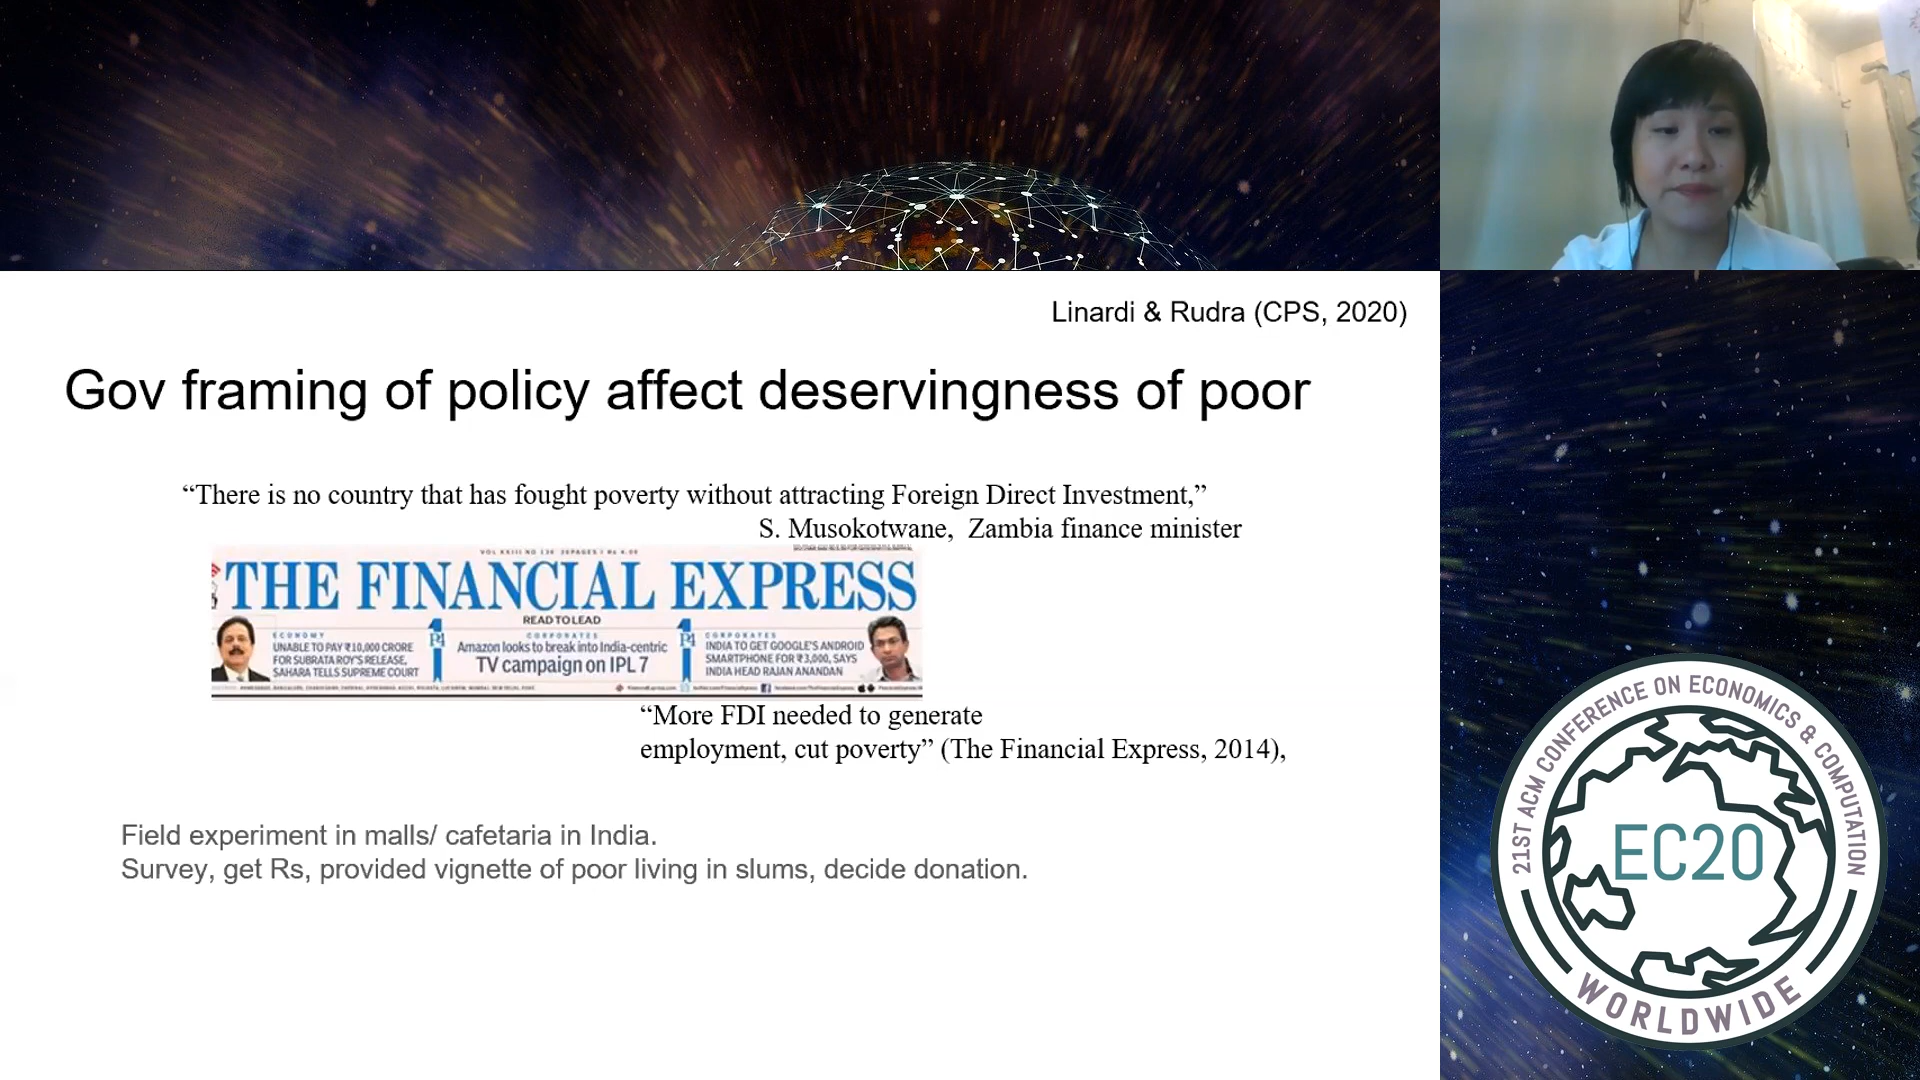 Linardi & Rudra (CPS, 2020)
Gov framing of policy affect deservingness of poor
“There is no country that has fought poverty without attracting Foreign Direct Investment,”
S. Musokotwane, Zambia finance minister
VOL XXIII NO
THE FINANCIAL EXPRESS
READ TO LEAD
ECONOMY
UNABLE TO PAY ₹10,000 CRORE
FOR SUBRATA ROY'S RELEASE,
SAHARA TELLS SUPREME COURT
P4
CORPORATES
Amazon looks to break into India-centric
TV campaign on IPL 7
P4
CORPORATES
INDIA TO GET GOOGLE'S ANDROID
SMARTPHONE FOR ₹3,000, SAYS
INDIA HEAD RAJAN ANANDAN
“More FDI needed to generate
employment, cut poverty” (The Financial Express, 2014),
Field experiment in malls/ cafetaria in India.
Survey, get Rs, provided vignette of poor living in slums, decide donation.
21ST ACM CONFERENCE ON ECONOMICS & COMPUTATION
EC20
WORLDWIDE